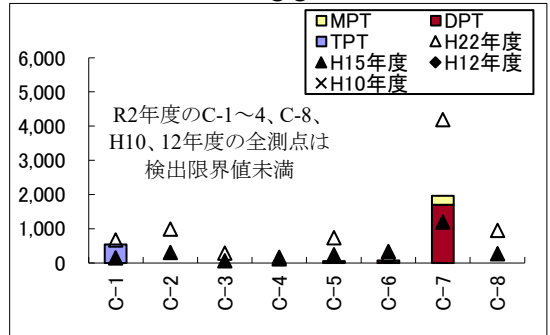 MPT DPT
TPT H22年度
H15年度 H12年度
H10年度
6,000
5,000
4,000
3,000
2,000
1,000
0
R2年度のC-1～4、C-8、
H10、12年度の全測点は
検出限界値未満
C-1 C-2 C-3 C-4 C-5 C-6 C-7 C-8